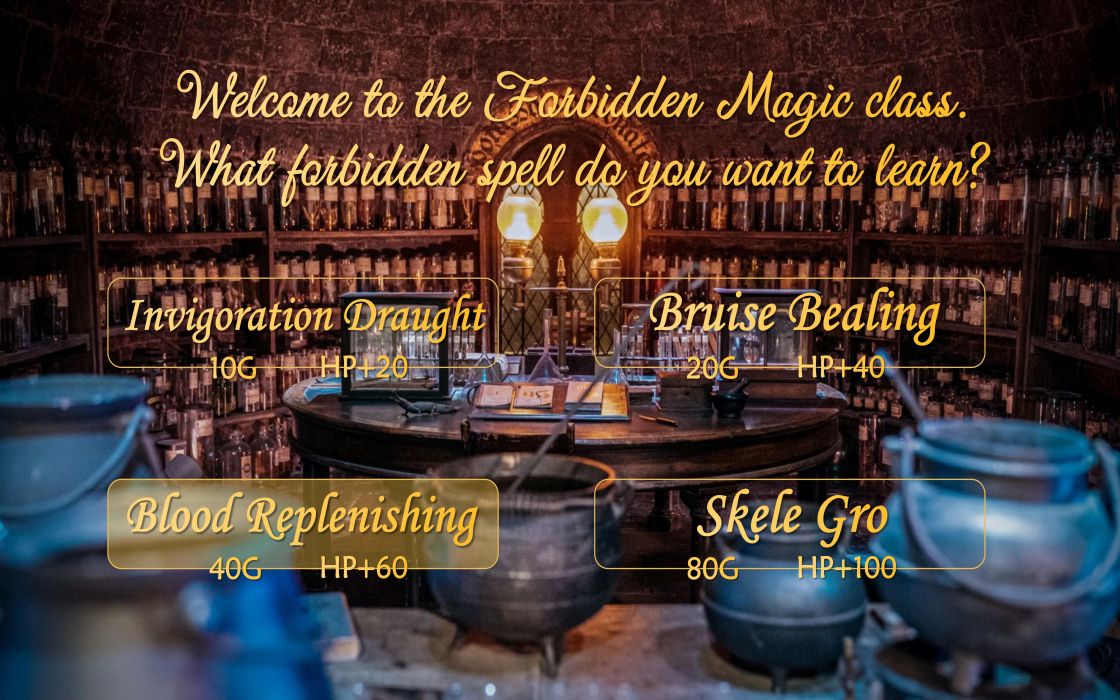 Welcome to the Forbidden Magic class.
What forbidden spell do you want to learn?
Invigoration Draught
10G HP+20
Bruise Bealing
20G HP+40
Blood Replenishing
40G HP+60
Skele Gro
80G HP+100